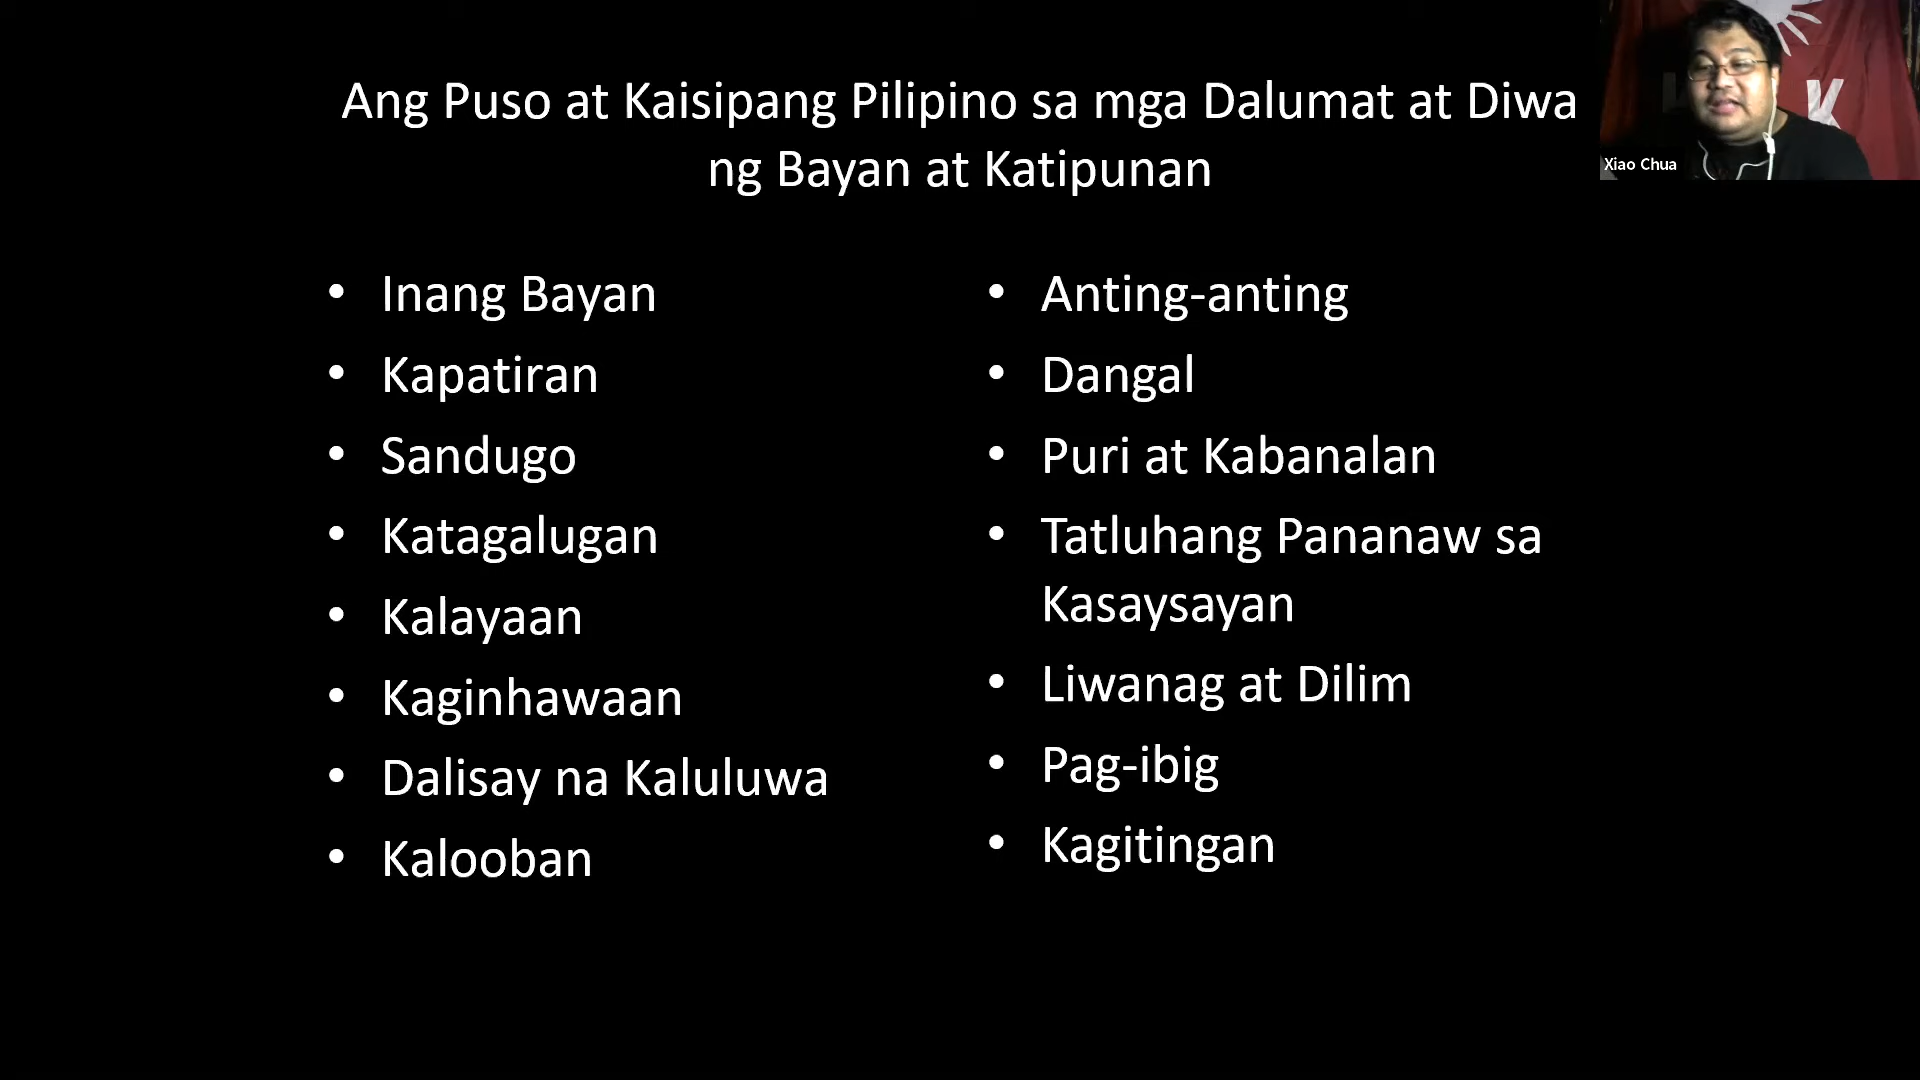 Ang Puso at Kaisipang Pilipino sa mga Dalumat at Diwa
ng Bayan at Katipunan
• Inang Bayan
• Kapatiran
• Sandugo
• Katagalugan
• Kalayaan
• Kaginhawaan
• Dalisay na Kaluluwa
• Kalooban
• Anting-anting
• Dangal
• Puri at Kabanalan
• Tatluhang Pananaw sa
Kasaysayan
• Liwanag at Dilim
• Pag-ibig
• Kagitingan
K K
Xiao Chua